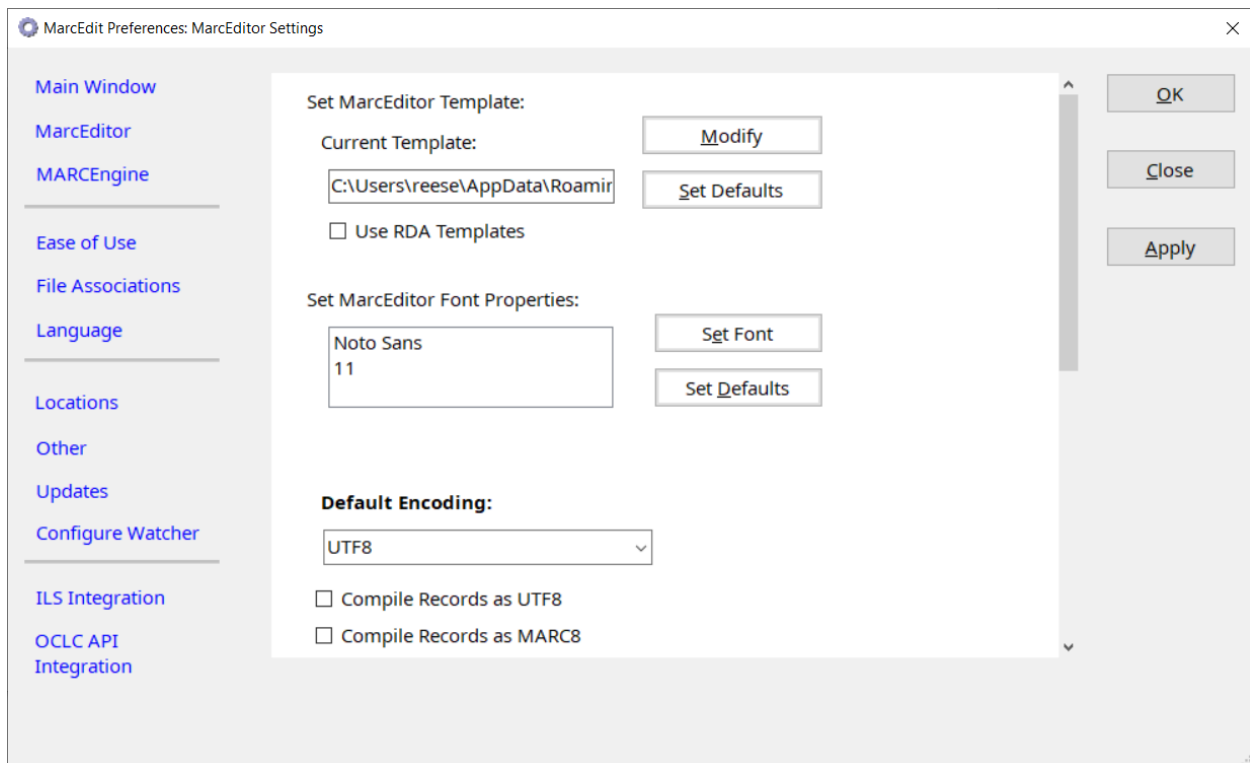 MarcEdit Preferences: MarcEditor Settings
Main Window
MarcEditor
MARCEngine
Ease of Use
File Associations
Language
Locations
Other
Updates
Configure Watcher
ILS Integration
OCLC API
Integration
Set MarcEditor Template:
Current Template:
C:\Users\reese\AppData\Roamin
Use RDA Templates
Modify
Set Defaults
Set MarcEditor Font Properties:
Noto Sans
11
Set Font
Set Defaults
Default Encoding:
UTF8
Compile Records as UTF8
Compile Records as MARC8
OK
Close
Apply